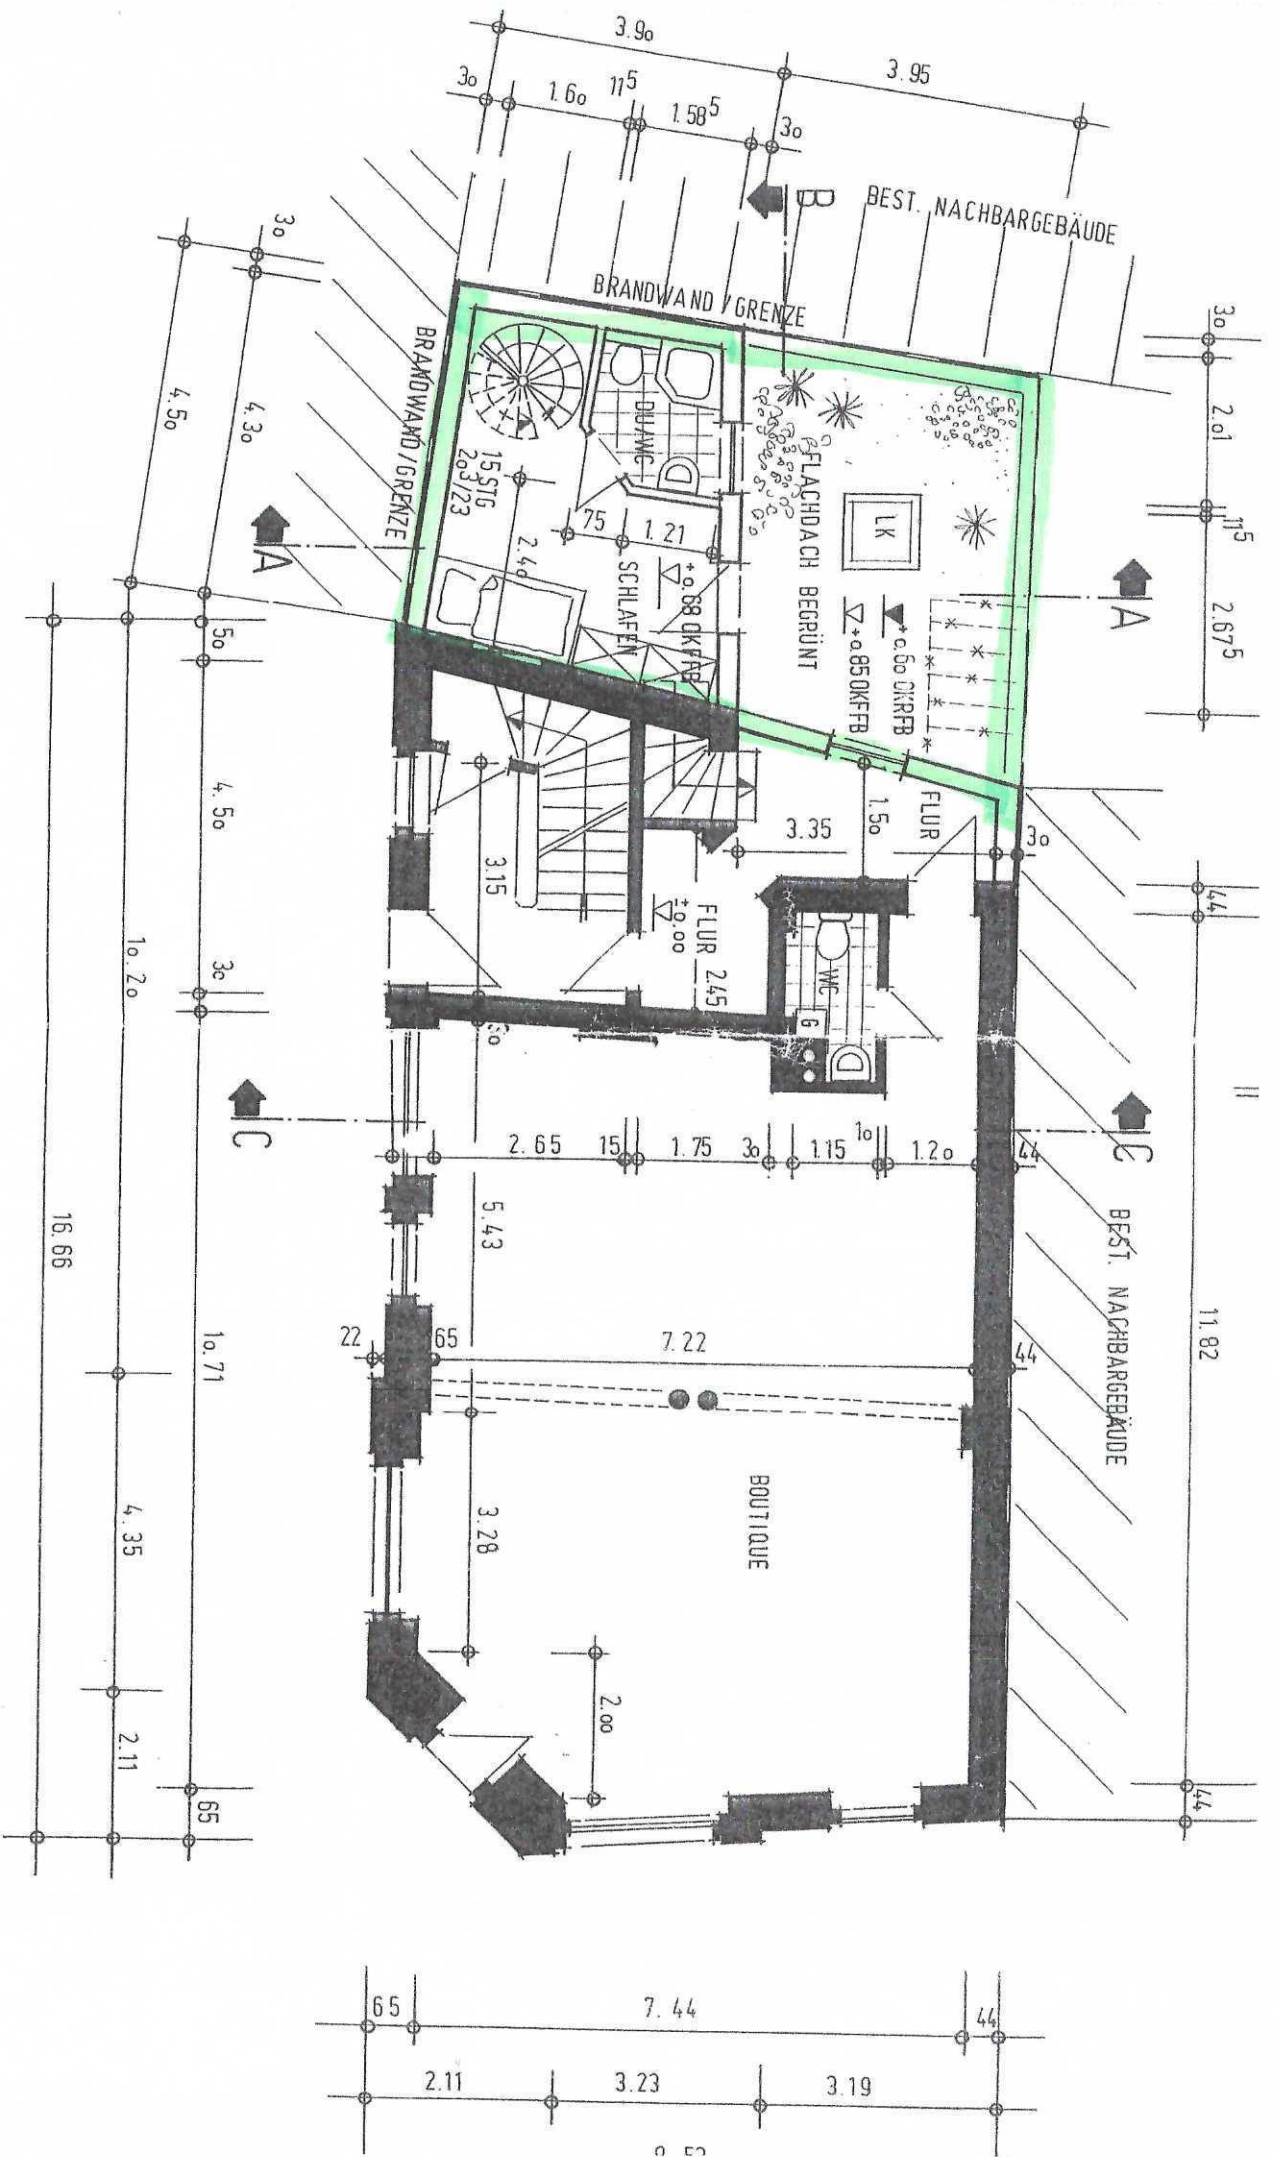 3.9o
3.95
3o
1.6o
11⁵
1.58⁵
3o
B
BEST. NACHBARGEBÄUDE
3o
3o
BRANDWAND / GRENZE
BRANDWAND / GRENZE
2.o1
4.5o
4.3o
DU/WC
15 STG
2o3/23
FLACHDACH BEGRÜNT
LK
11⁵
75
1.21
2.4o
A
A
+o.68 OKFFB
SCHLAFEN
+o.6o OKRFB
+o.85 OKFFB
2.67⁵
5o
4.5o
1.5o
FLUR
3.35
3o
3.15
44
FLUR
±o.oo
2.45
WC
G
1o.2o
3o
C
C
11
2.65
15
1.75
3o
1.15
1o
1.2o
44
5.43
BEST. NACHBARGEBÄUDE
16.66
11.82
22
65
7.22
44
1o.71
BOUTIQUE
4.35
3.28
2.oo
2.11
65
44
65
7.44
44
2.11
3.23
3.19